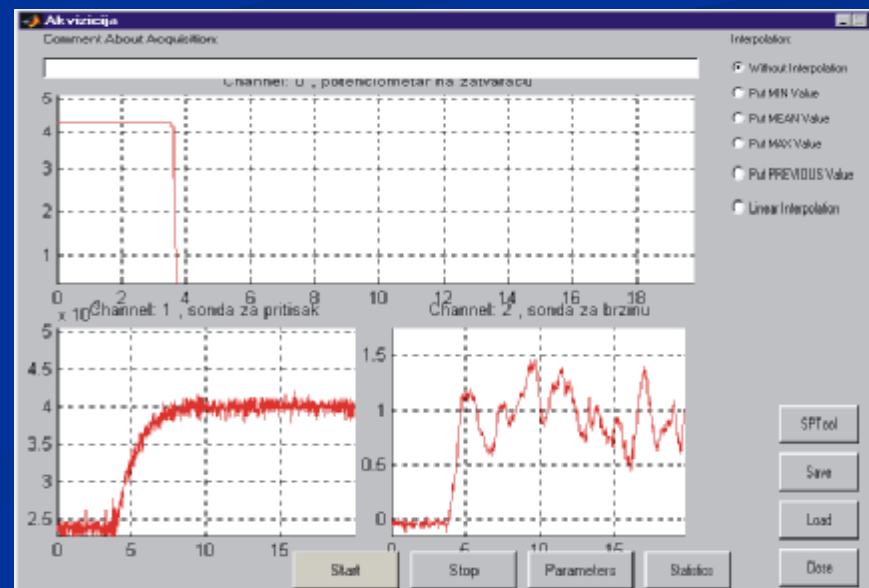 Akvizicija
Comment About Acquisition:
Interpolation:
Without Interpolation
Put MIN Value
Put MEAN Value
Put MAX Value
Put PREVIOUS Value
Linear Interpolation
Channel: 0 , potenciometar na zatvaracu
5
4
3
2
1
0 2 4 6 8 10 12 14 16 18
Channel: 1 , sonda za pritisak
x 10
5
4.5
4
3.5
3
2.5
0 5 10 15
Channel: 2 , sonda za brzinu
1.5
1
0.5
0
0 5 10 15
SPTool
Save
Load
Close
Start Stop Parameters Statistics